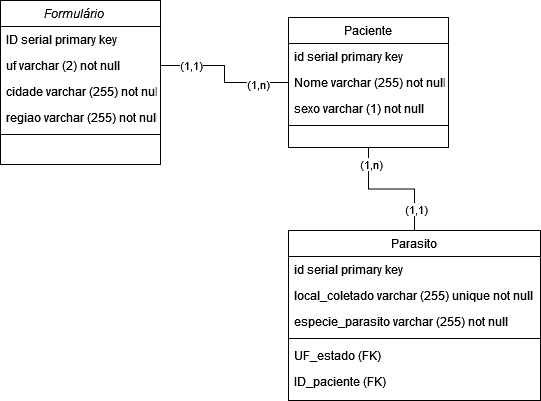 Formulário
ID serial primary key
uf varchar (2) not null
cidade varchar (255) not nul
regiao varchar (255) not nul
(1,1)
(1,n)
Paciente
id serial primary key
Nome varchar (255) not null
sexo varchar (1) not null
(1,n)
(1,1)
Parasito
id serial primary key
local_coletado varchar (255) unique not null
especie_parasito varchar (255) not null
UF_estado (FK)
ID_paciente (FK)